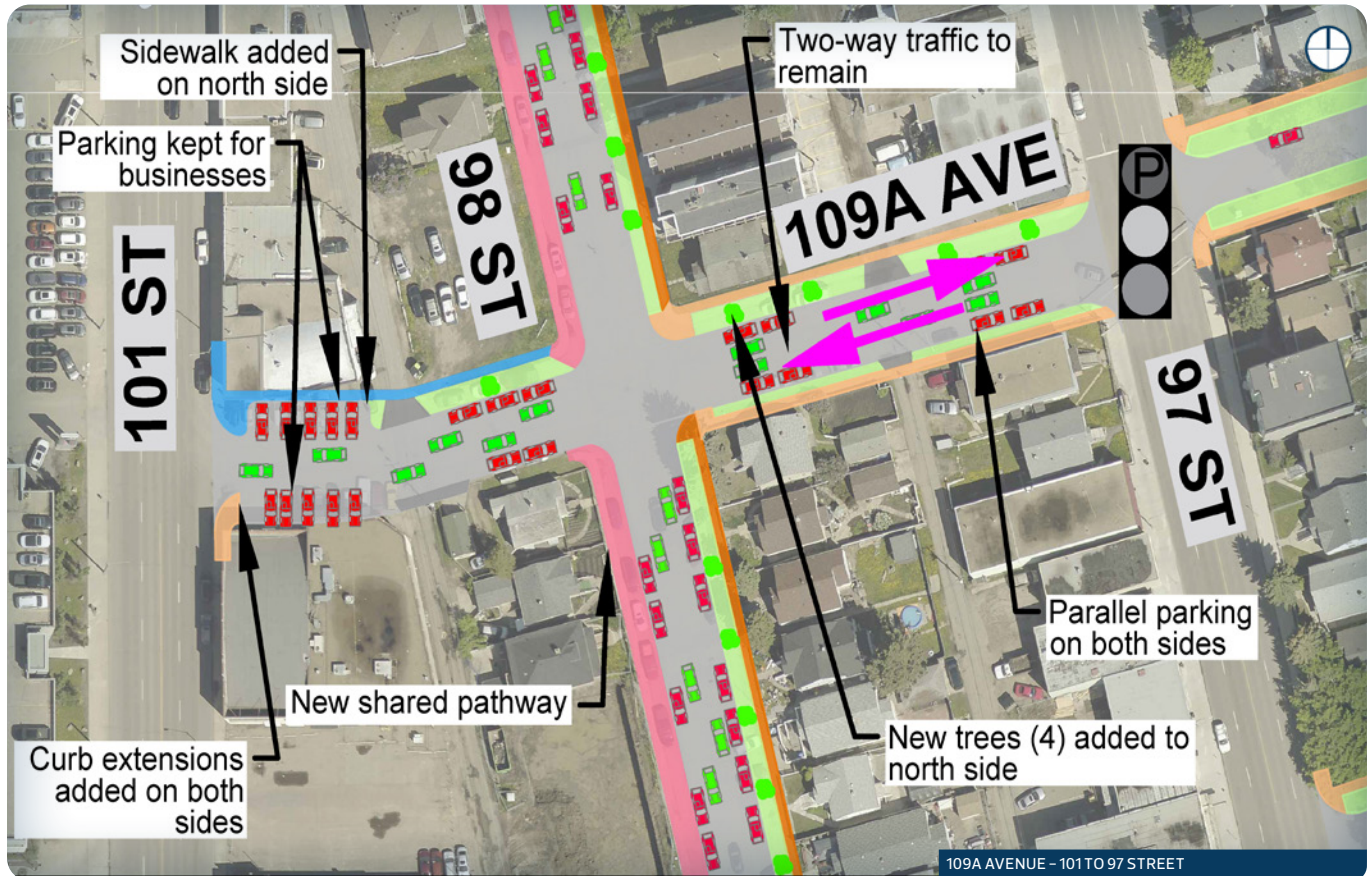 Sidewalk added
on north side
Parking kept for
businesses
101 ST
98 ST
Two-way traffic to
remain
109A AVE
P
97 ST
Parallel parking
on both sides
New shared pathway
New trees (4) added to
north side
Curb extensions
added on both
sides
109A AVENUE – 101 TO 97 STREET